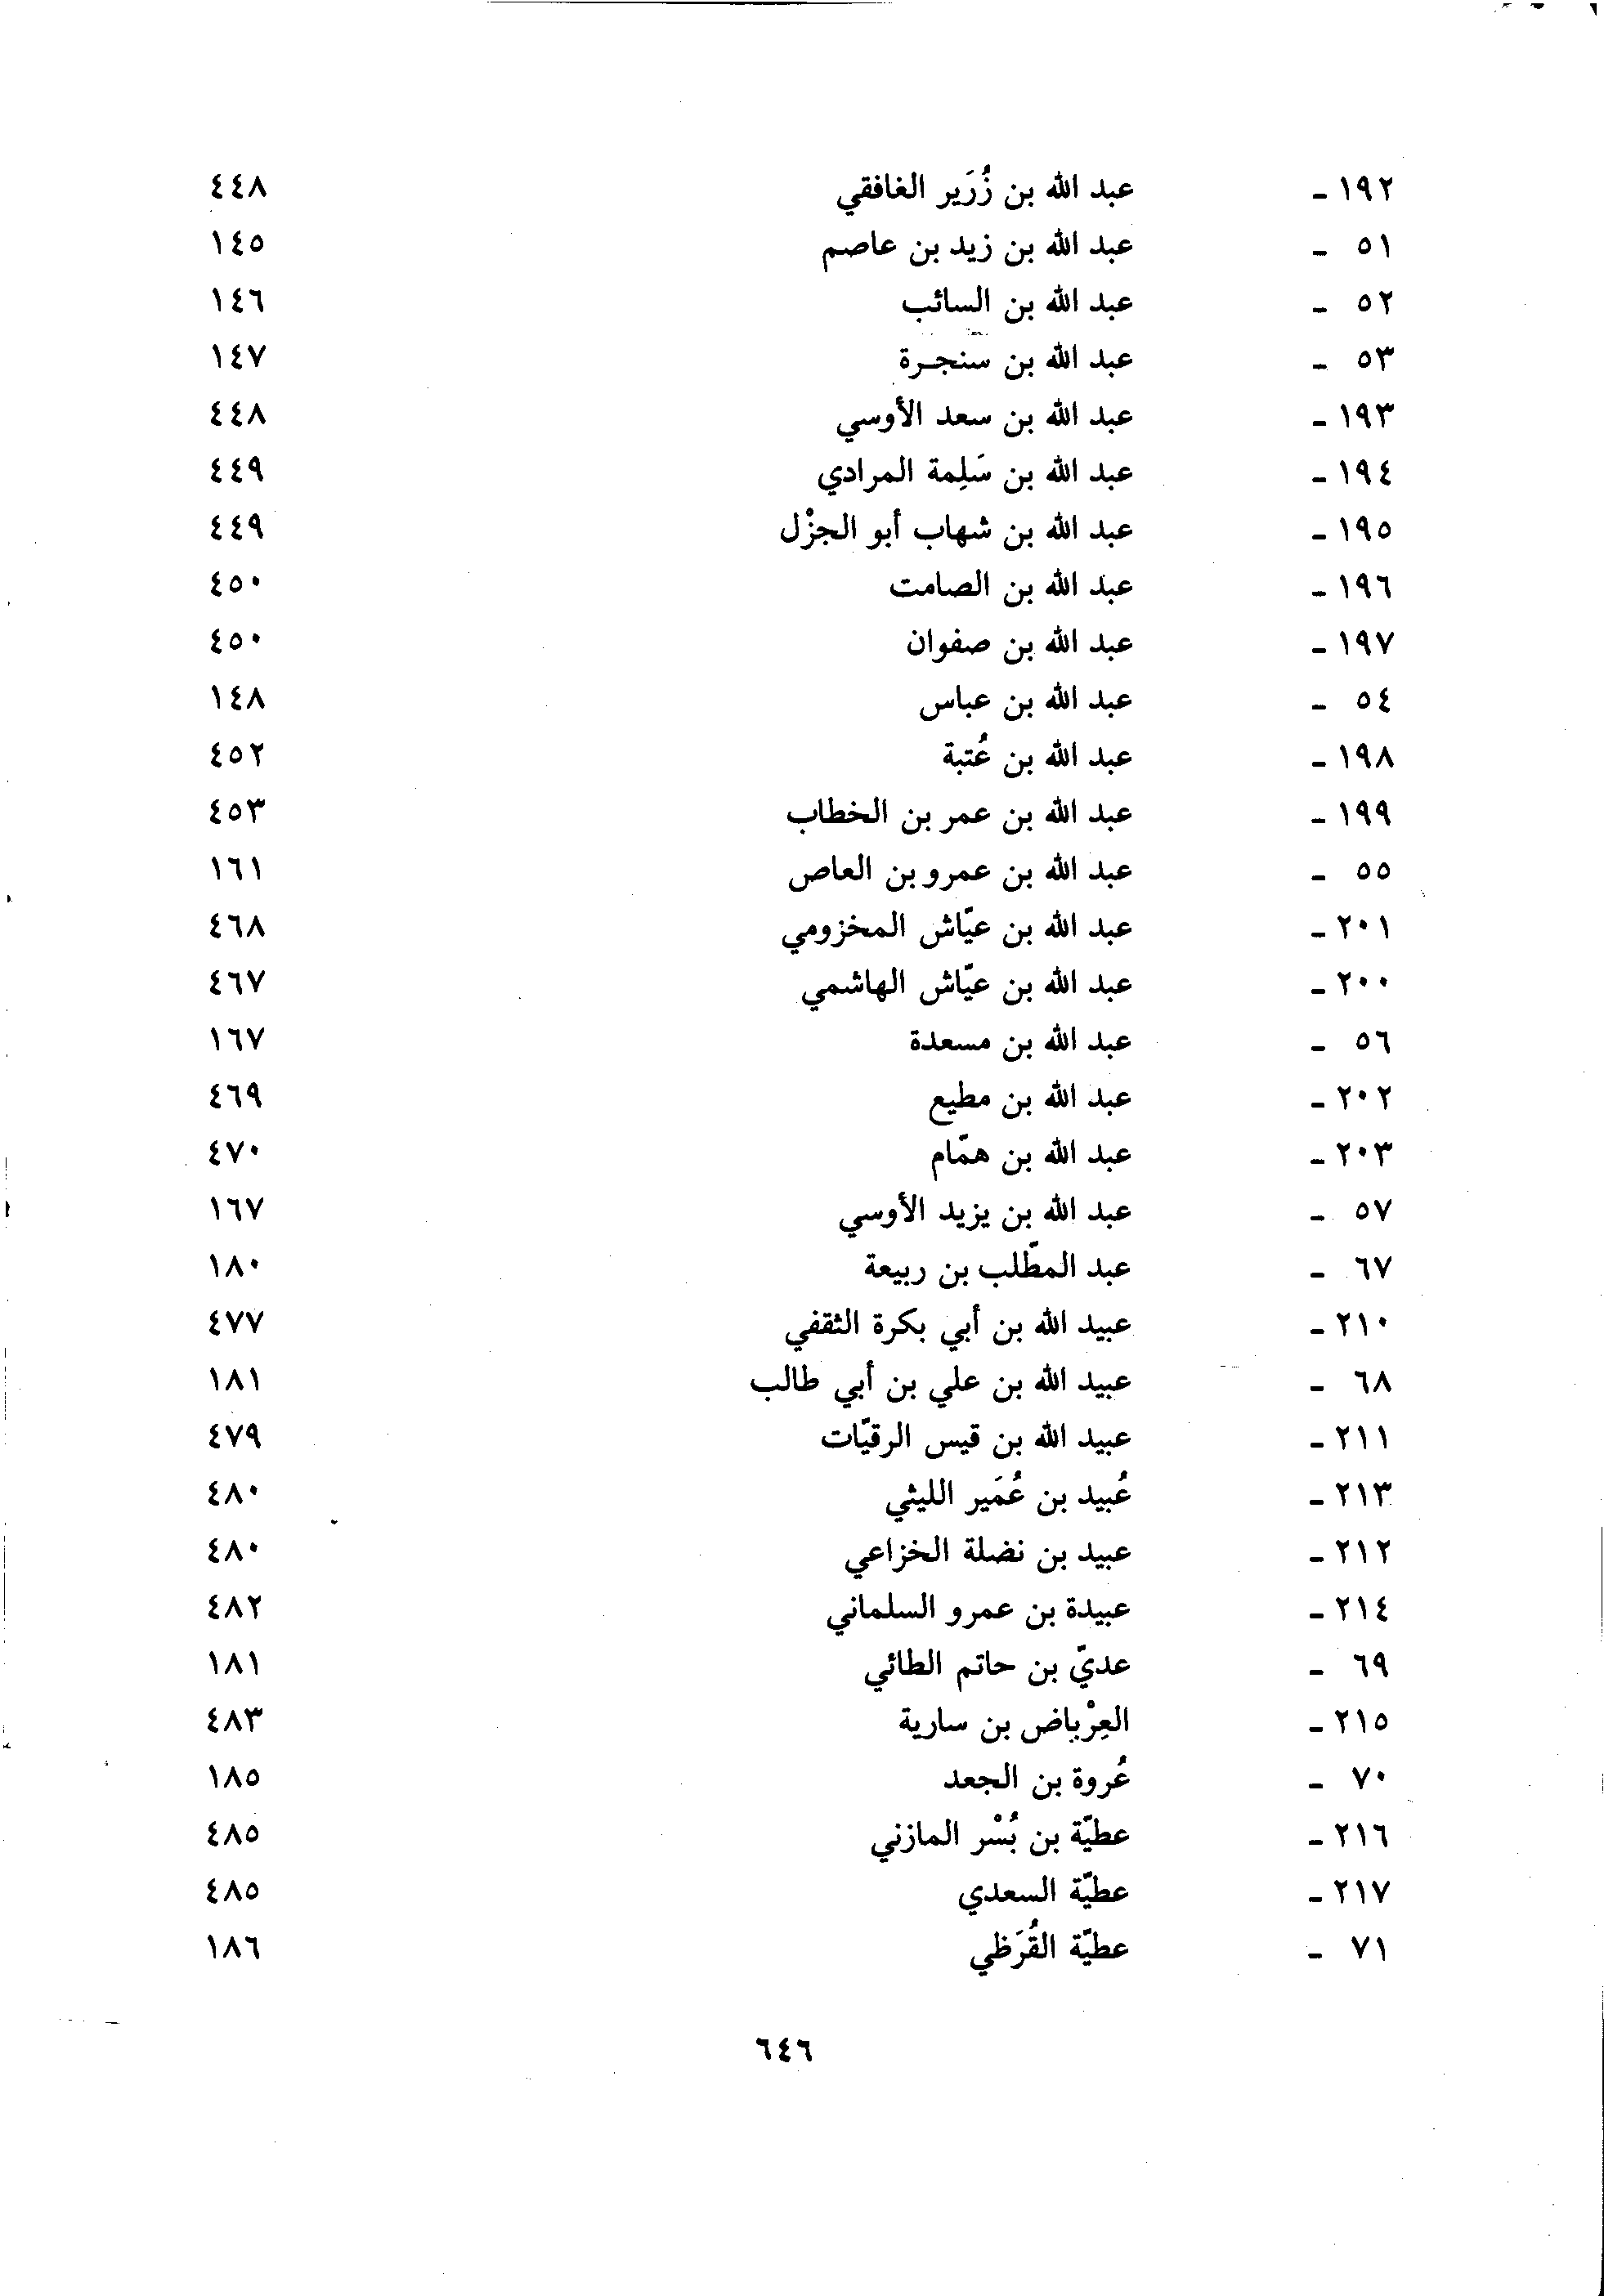 ١٩٢ - عبد الله بن زُرَير الغافقي ٤٤٨
٥١ - عبد الله بن زيد بن عاصم ١٤٥
٥٢ - عبد الله بن السائب ١٤٦
٥٣ - عبد الله بن سنجرة ١٤٧
١٩٣ - عبد الله بن سعد الأوسي ٤٤٨
١٩٤ - عبد الله بن سَلِمة المرادي ٤٤٩
١٩٥ - عبد الله بن شهاب أبو الجزْل ٤٤٩
١٩٦ - عبد الله بن الصامت ٤٥٠
١٩٧ - عبد الله بن صفوان ٤٥٠
٥٤ - عبد الله بن عباس ١٤٨
١٩٨ - عبد الله بن عُتبة ٤٥٢
١٩٩ - عبد الله بن عمر بن الخطاب ٤٥٣
٥٥ - عبد الله بن عمرو بن العاص ١٦١
٢٠١ - عبد الله بن عيّاش المخزومي ٤٦٨
٢٠٠ - عبد الله بن عيّاش الهاشمي ٤٦٧
٥٦ - عبد الله بن مسعدة ١٦٧
٢٠٢ - عبد الله بن مطيع ٤٦٩
٢٠٣ - عبد الله بن همّام ٤٧٠
٥٧ - عبد الله بن يزيد الأوسي ١٦٧
٦٧ - عبد المطّلب بن ربيعة ١٨٠
٢١٠ - عبيد الله بن أبي بكرة الثقفي ٤٧٧
٦٨ - عبيد الله بن علي بن أبي طالب ١٨١
٢١١ - عبيد الله بن قيس الرقيّات ٤٧٩
٢١٣ - عُبيد بن عُمَير الليثي ٤٨٠
٢١٢ - عبيد بن نضلة الخزاعي ٤٨٠
٢١٤ - عبيدة بن عمرو السلماني ٤٨٢
٦٩ - عديّ بن حاتم الطائي ١٨١
٢١٥ - العِرْباض بن سارية ٤٨٣
٧٠ - عُروة بن الجعد ١٨٥
٢١٦ - عطيّة بن بُسْر المازني ٤٨٥
٢١٧ - عطيّة السعدي ٤٨٥
٧١ - عطيّة القُرَظي ١٨٦
٦٤٦